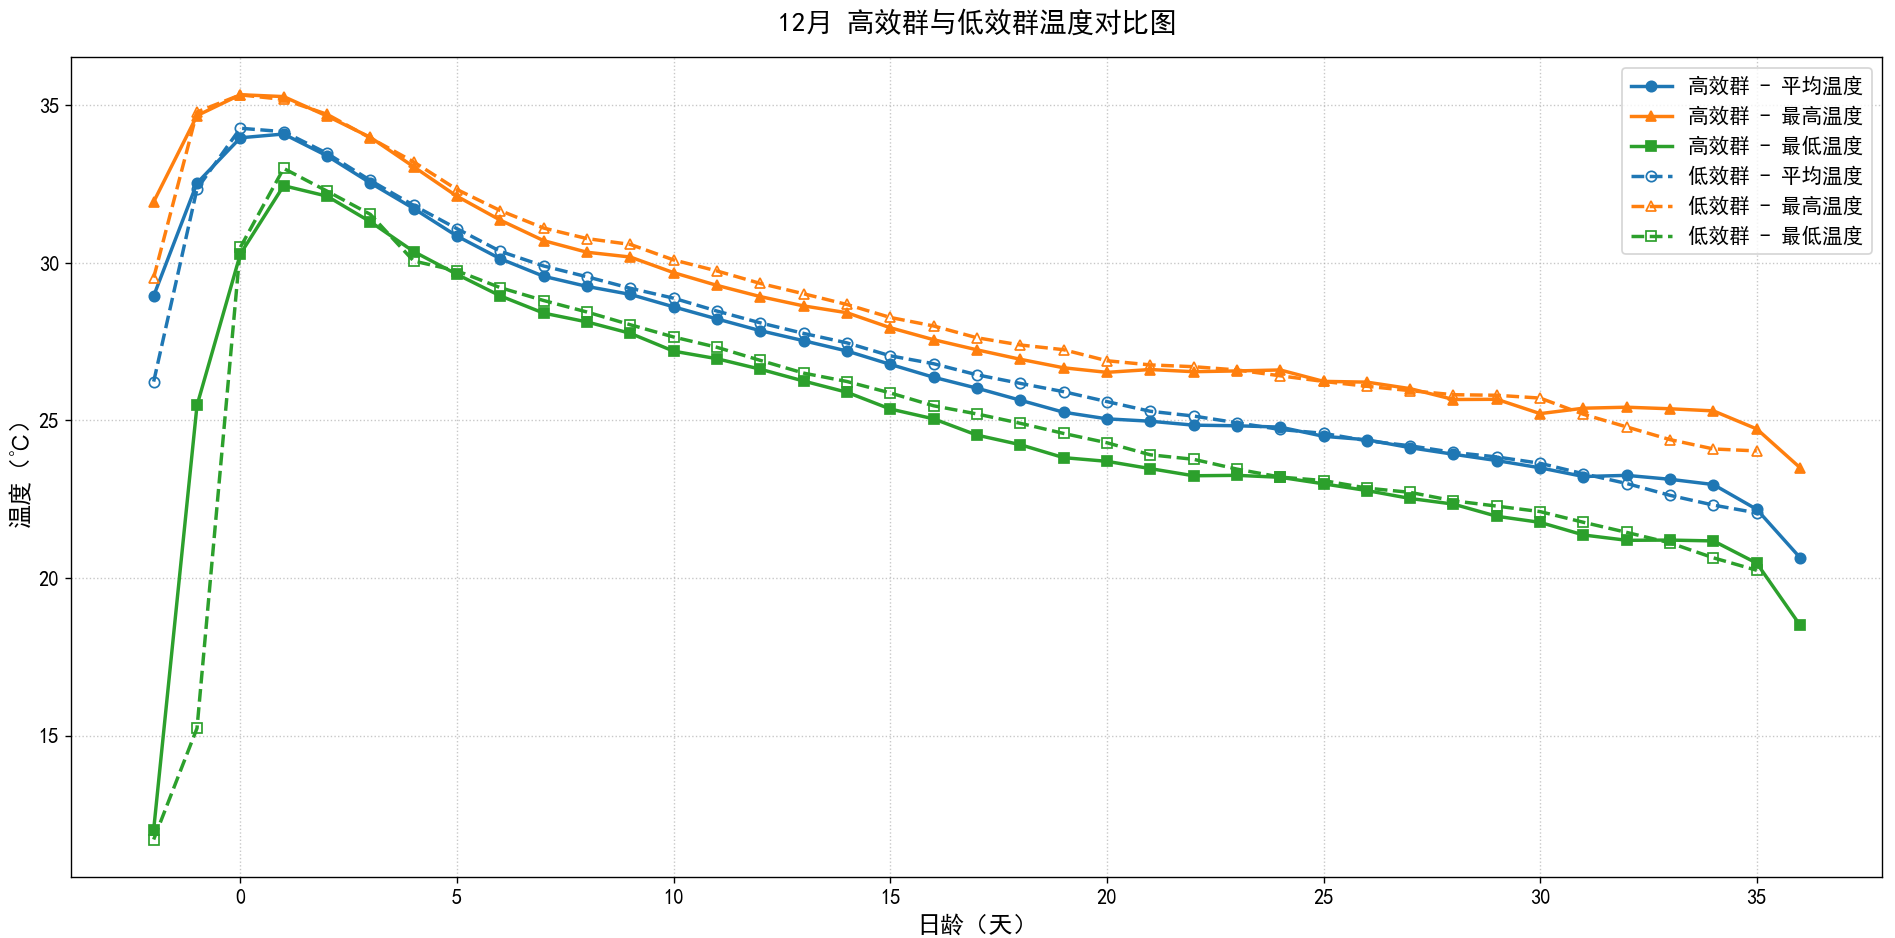 12月 高效群与低效群温度对比图
高效群 - 平均温度
高效群 - 最高温度
高效群 - 最低温度
低效群 - 平均温度
低效群 - 最高温度
低效群 - 最低温度
温度（℃）
35
30
25
20
15
0 5 10 15 20 25 30 35
日龄（天）